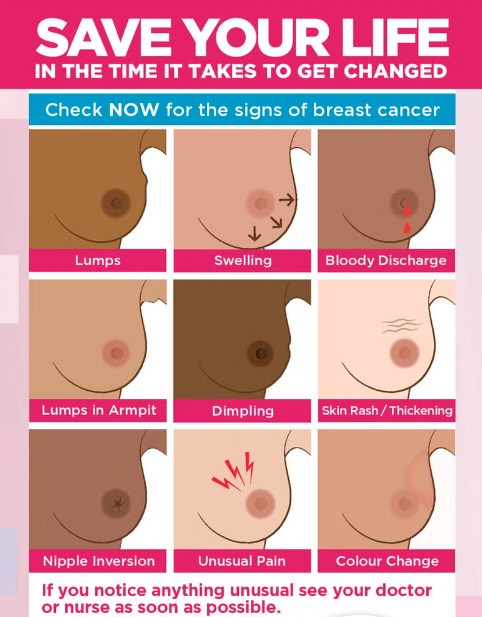 SAVE YOUR LIFE
IN THE TIME IT TAKES TO GET CHANGED
Check NOW for the signs of breast cancer
Lumps
Swelling
Bloody Discharge
Lumps in Armpit
Dimpling
Skin Rash / Thickening
Nipple Inversion
Unusual Pain
Colour Change
If you notice anything unusual see your doctor
or nurse as soon as possible.